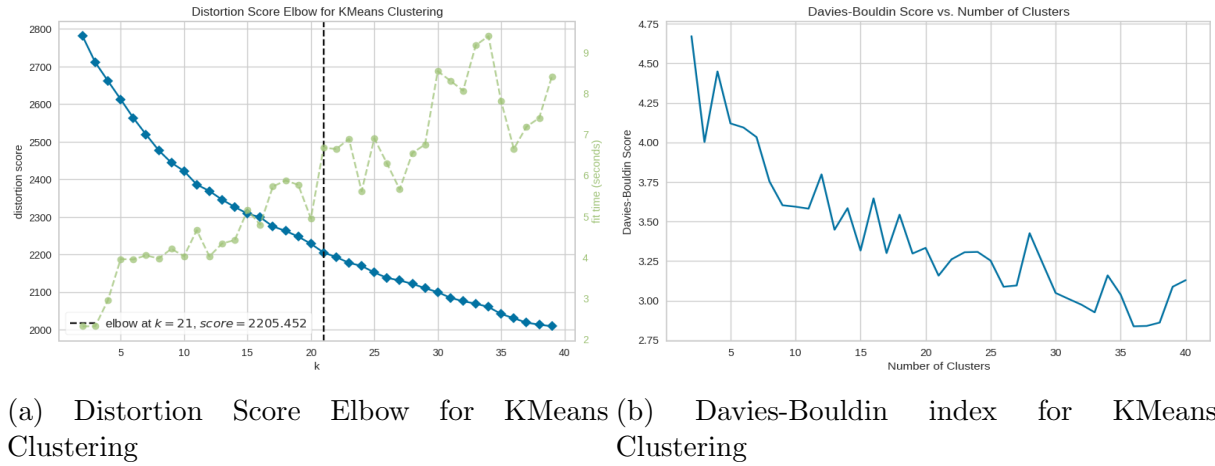 Distortion Score Elbow for KMeans Clustering
2800
2700
2600
2500
2400
2300
2200
2100
2000
distortion score
9
8
7
6
5
4
3
2
fit time (seconds)
elbow at k = 21, score = 2205.452
5 10 15 20 25 30 35 40
k
Davies-Bouldin Score vs. Number of Clusters
4.75
4.50
4.25
4.00
3.75
3.50
3.25
3.00
2.75
Davies-Bouldin Score
5 10 15 20 25 30 35 40
Number of Clusters
(a) Distortion Score Elbow for KMeans
Clustering
(b) Davies-Bouldin index for KMeans
Clustering